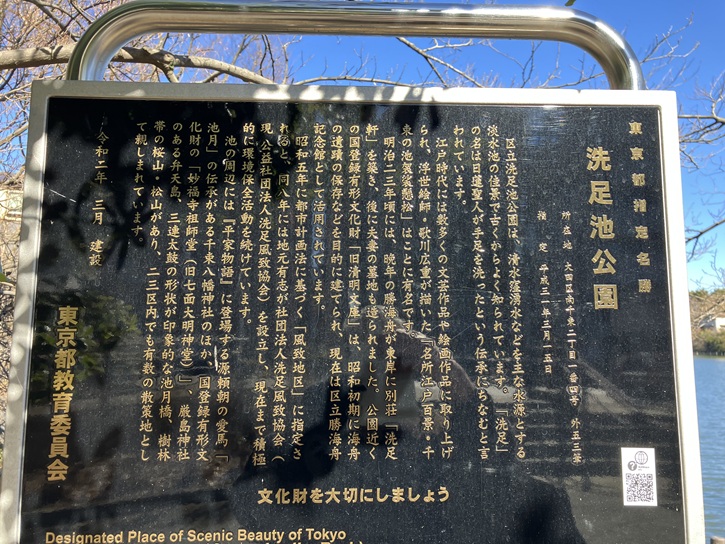 東京都指定名勝
洗足池公園
所在地 大田区南千束二丁目一番四号 外五三筆
指定 平成三一年三月一五日
区立洗足池公園は、清水窪湧水などを主な水源とする
淡水池の佳景で古くからよく知られています。「洗足」
の名は日蓮聖人が手足を洗ったという伝承にちなむと言
われています。
江戸時代には数多くの文芸作品や絵画作品に取り上げ
られ、浮世絵師・歌川広重が描いた『名所江戸百景・千
束の池袈裟懸松』はことに有名です。
明治二三年頃には、晩年の勝海舟が東岸に別荘「洗足
軒」を築き、後に夫妻の墓地も造られました。公園近く
の国登録有形文化財「旧清明文庫」は、昭和初期に海舟
の遺蹟の保存などを目的に建てられ、現在は区立勝海舟
記念館として活用されています。
昭和五年に都市計画法に基づく「風致地区」に指定さ
れると、同八年には地元有志が社団法人洗足風致協会（
現 公益社団法人洗足風致協会）を設立し、現在まで積極
的に環境保全活動を続けています。
池の周辺には『平家物語』に登場する源頼朝の愛馬「
池月」の伝承がある千束八幡神社のほか、国登録有形文
化財の「妙福寺祖師堂（旧七面大明神堂）」、厳島神社
のある弁天島、三連太鼓の形状が印象的な池月橋、樹林
帯の桜山・松山があり、二三区内でも有数の散策地とし
て親しまれています。
令和二年 三月 建設
東京都教育委員会
文化財を大切にしましょう
Designated Place of Scenic Beauty of Tokyo